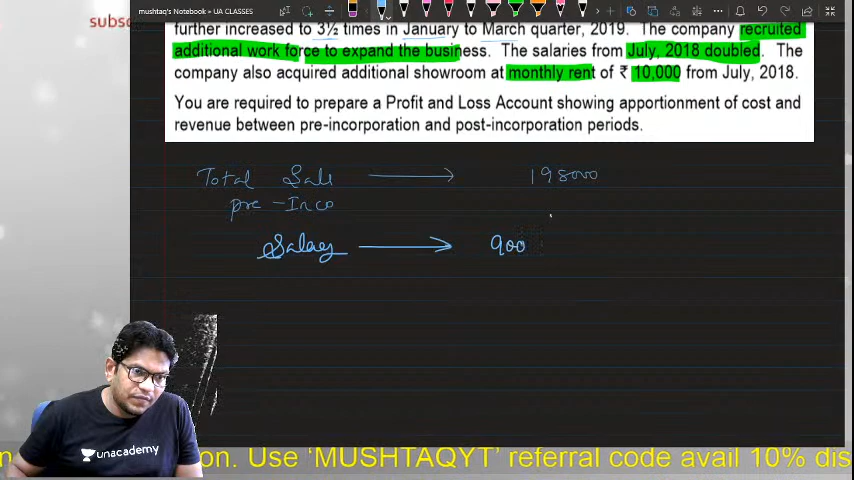 mushtaq's Notebook » UA CLASSES
subsc
further increased to 3½ times in January to March quarter, 2019. The company recruited
additional work force to expand the business. The salaries from July, 2018 doubled. The
company also acquired additional showroom at monthly rent of ₹ 10,000 from July, 2018.
You are required to prepare a Profit and Loss Account showing apportionment of cost and
revenue between pre-incorporation and post-incorporation periods.
Total Sale → 198000
pre-Inco
Salary → 900
unacademy
on. Use 'MUSHTAQYT' referral code avail 10% dis